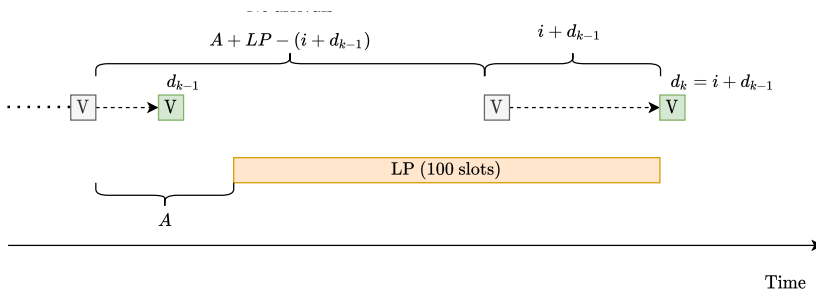 A + LP − (i + d_{k−1})
i + d_{k−1}
d_{k−1}
d_k = i + d_{k−1}
V V V V
LP (100 slots)
A
Time